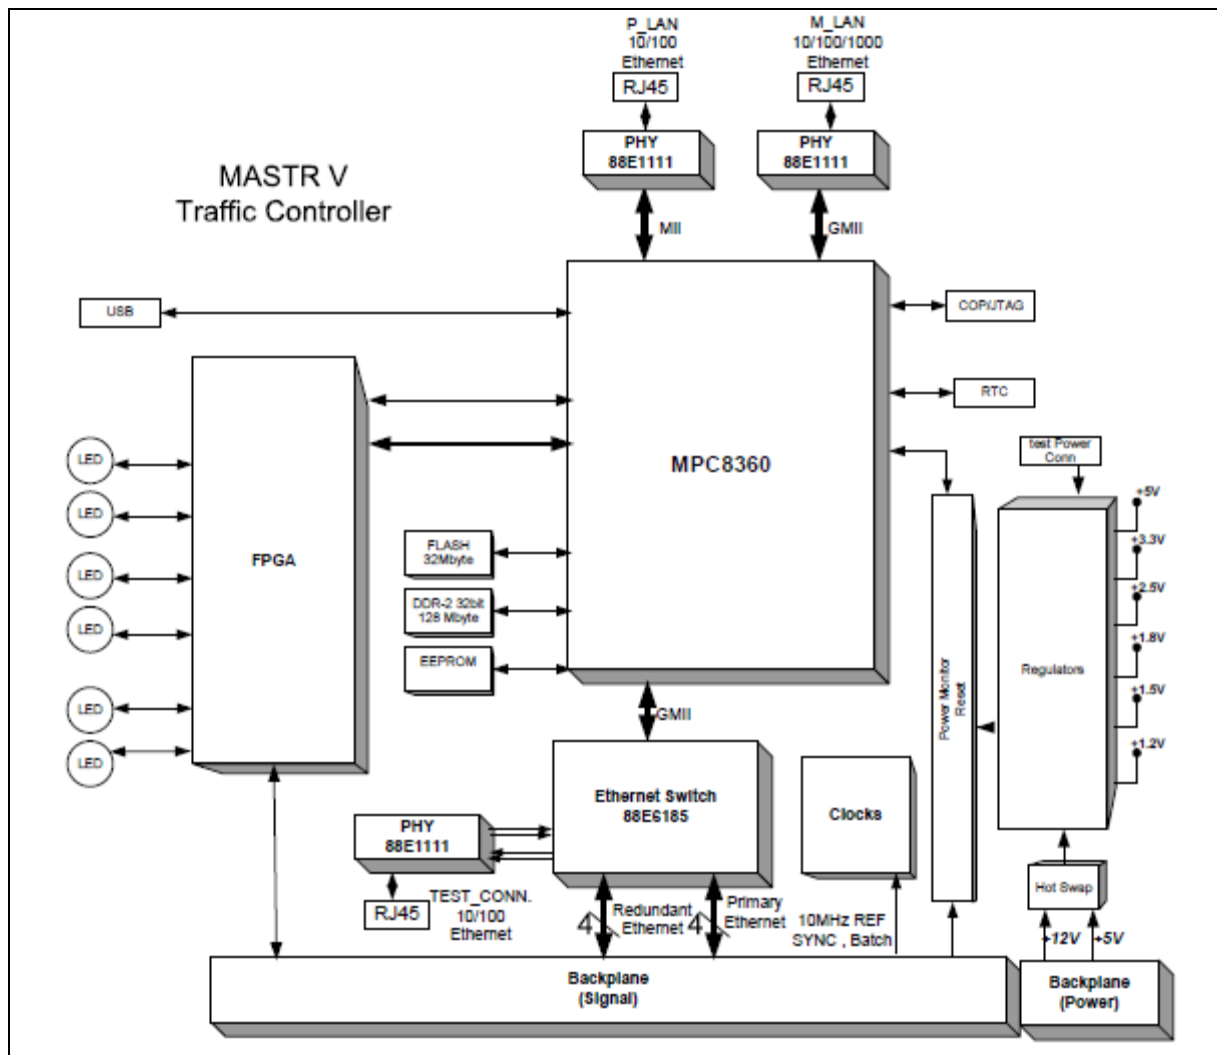 P_LAN
10/100
Ethernet
RJ45
M_LAN
10/100/1000
Ethernet
RJ45
PHY
88E1111
PHY
88E1111
MASTR V
Traffic Controller
MII
GMII
USB
COP/JTAG
RTC
MPC8360
test Power
Conn
LED
LED
LED
LED
LED
LED
FPGA
FLASH
32Mbyte
DDR-2 32bit
128 Mbyte
EEPROM
Power Monitor
Reset
Regulators
+5V
+3.3V
+2.5V
+1.8V
+1.5V
+1.2V
GMII
Ethernet Switch
88E6185
Clocks
PHY
88E1111
RJ45
TEST_CONN.
10/100
Ethernet
4
Redundant
Ethernet
4
Primary
Ethernet
10MHz REF
SYNC , Batch
Hot Swap
+12V
+5V
Backplane
(Signal)
Backplane
(Power)